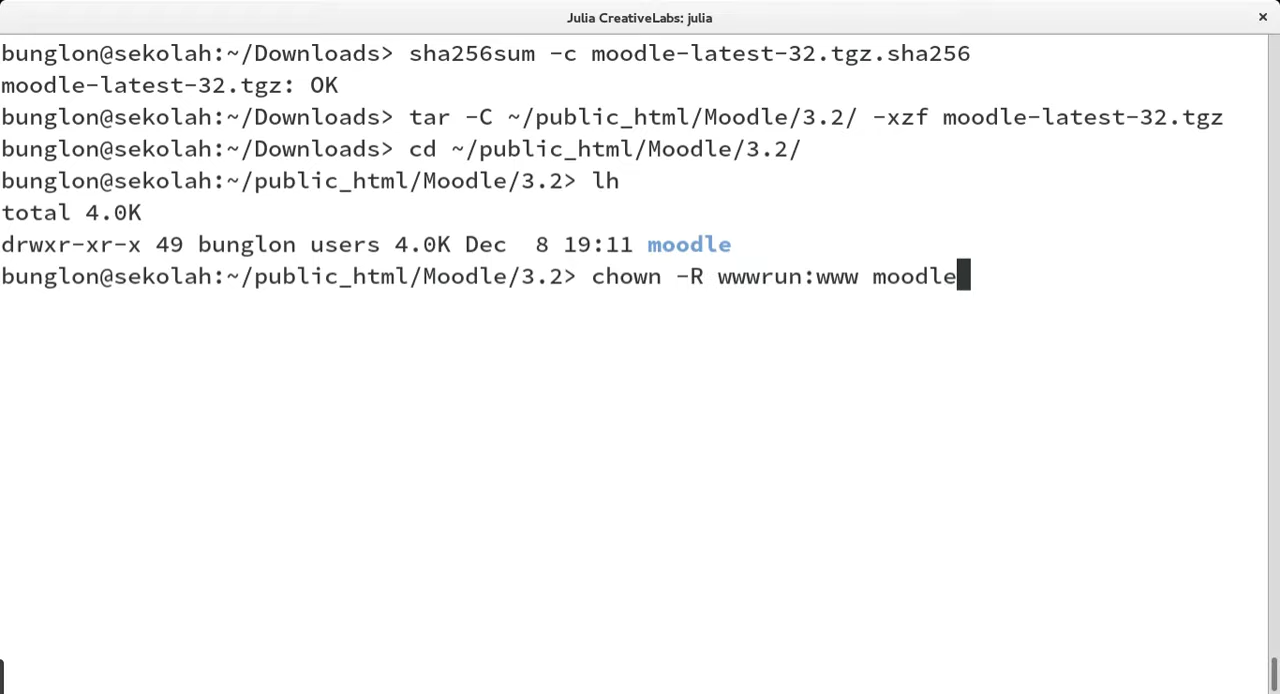 Julia CreativeLabs: julia
bunglon@sekolah:~/Downloads> sha256sum -c moodle-latest-32.tgz.sha256
moodle-latest-32.tgz: OK
bunglon@sekolah:~/Downloads> tar -C ~/public_html/Moodle/3.2/ -xzf moodle-latest-32.tgz
bunglon@sekolah:~/Downloads> cd ~/public_html/Moodle/3.2/
bunglon@sekolah:~/public_html/Moodle/3.2> lh
total 4.0K
drwxr-xr-x 49 bunglon users 4.0K Dec  8 19:11 moodle
bunglon@sekolah:~/public_html/Moodle/3.2> chown -R wwwrun:www moodle